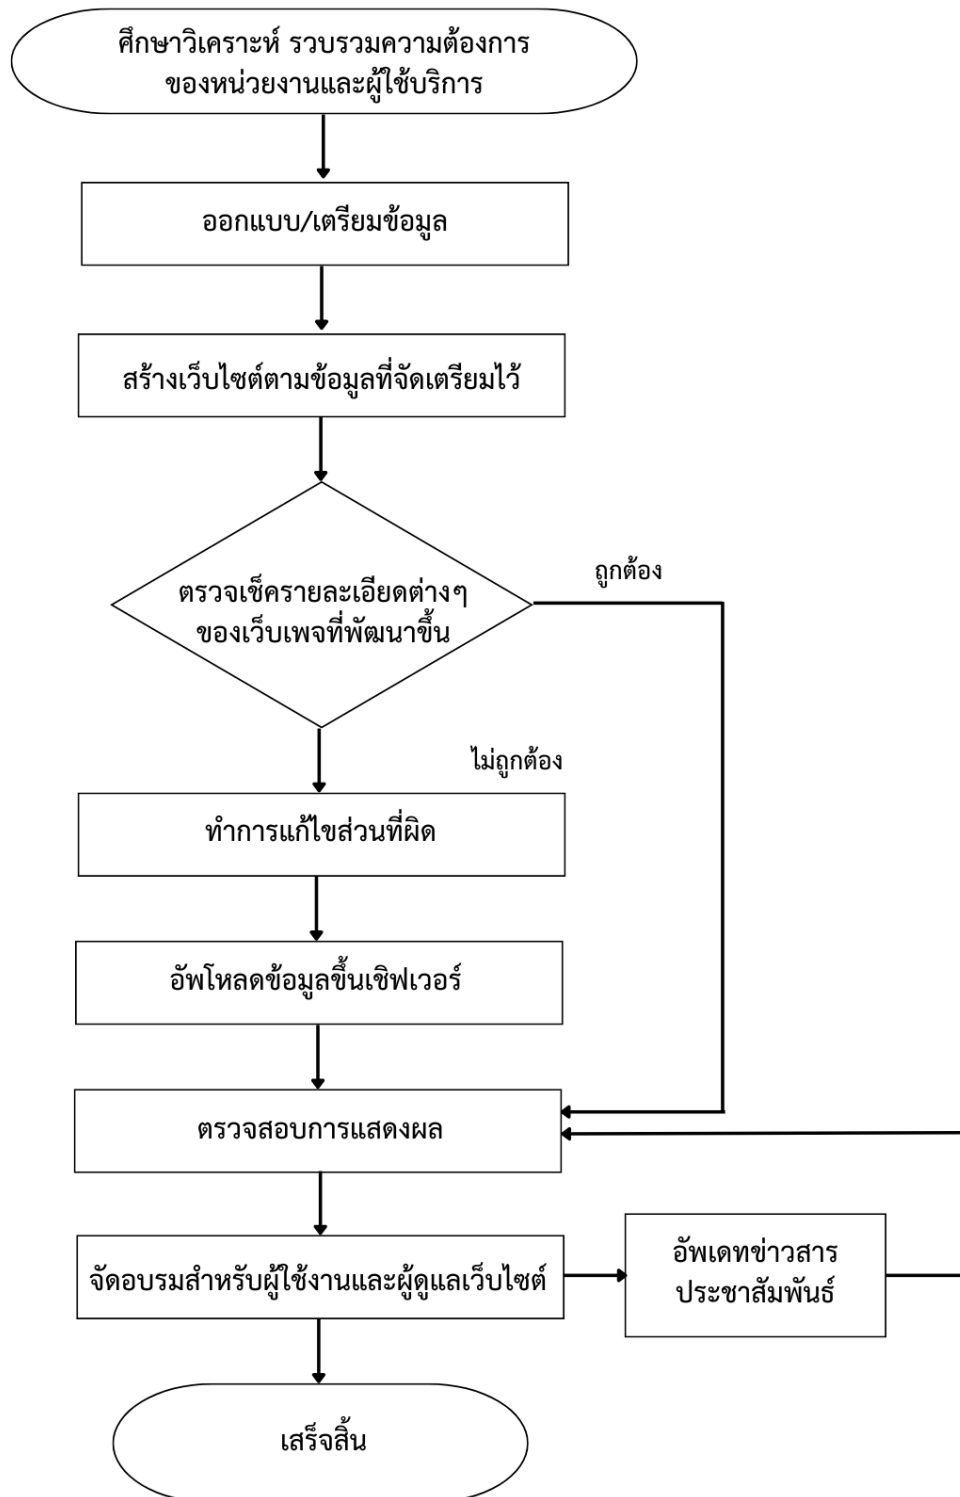 ศึกษาวิเคราะห์ รวบรวมความต้องการ
ของหน่วยงานและผู้ใช้บริการ
ออกแบบ/เตรียมข้อมูล
สร้างเว็บไซต์ตามข้อมูลที่จัดเตรียมไว้
ตรวจเช็ครายละเอียดต่างๆ
ของเว็บเพจที่พัฒนาขึ้น
ถูกต้อง
ไม่ถูกต้อง
ทำการแก้ไขส่วนที่ผิด
อัพโหลดข้อมูลขึ้นเชิฟเวอร์
ตรวจสอบการแสดงผล
จัดอบรมสำหรับผู้ใช้งานและผู้ดูแลเว็บไซต์
อัพเดทข่าวสาร
ประชาสัมพันธ์
เสร็จสิ้น